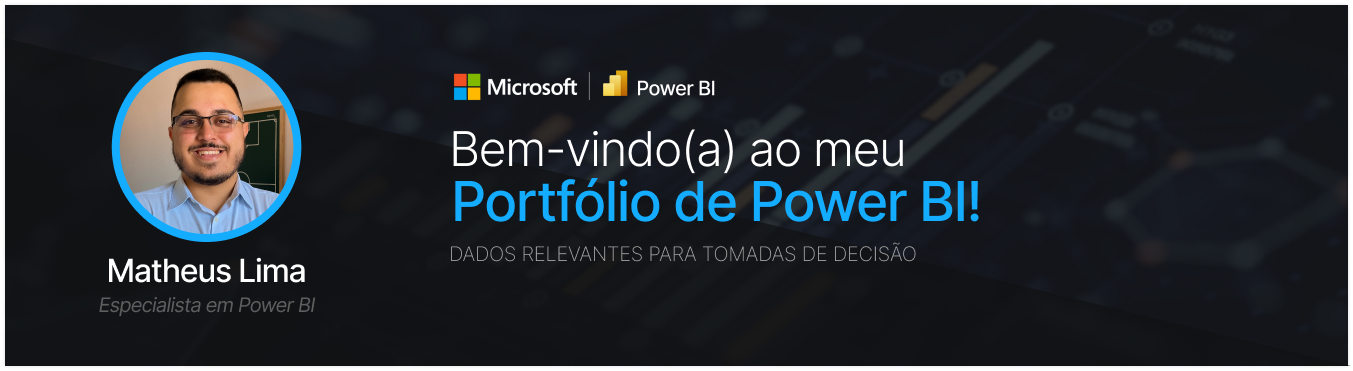 Microsoft | Power BI
Bem-vindo(a) ao meu
Portfólio de Power BI!
DADOS RELEVANTES PARA TOMADAS DE DECISÃO
Matheus Lima
Especialista em Power BI